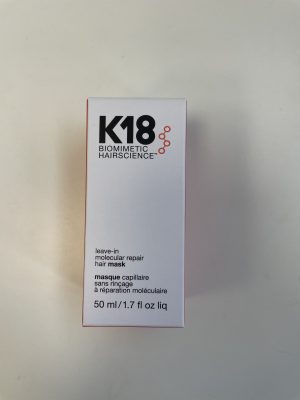 K18
BIOMIMETIC
HAIRSCIENCE™
leave-in
molecular repair
hair mask
masque capillaire
sans rinçage
à réparation moléculaire
50 ml/1.7 fl oz liq